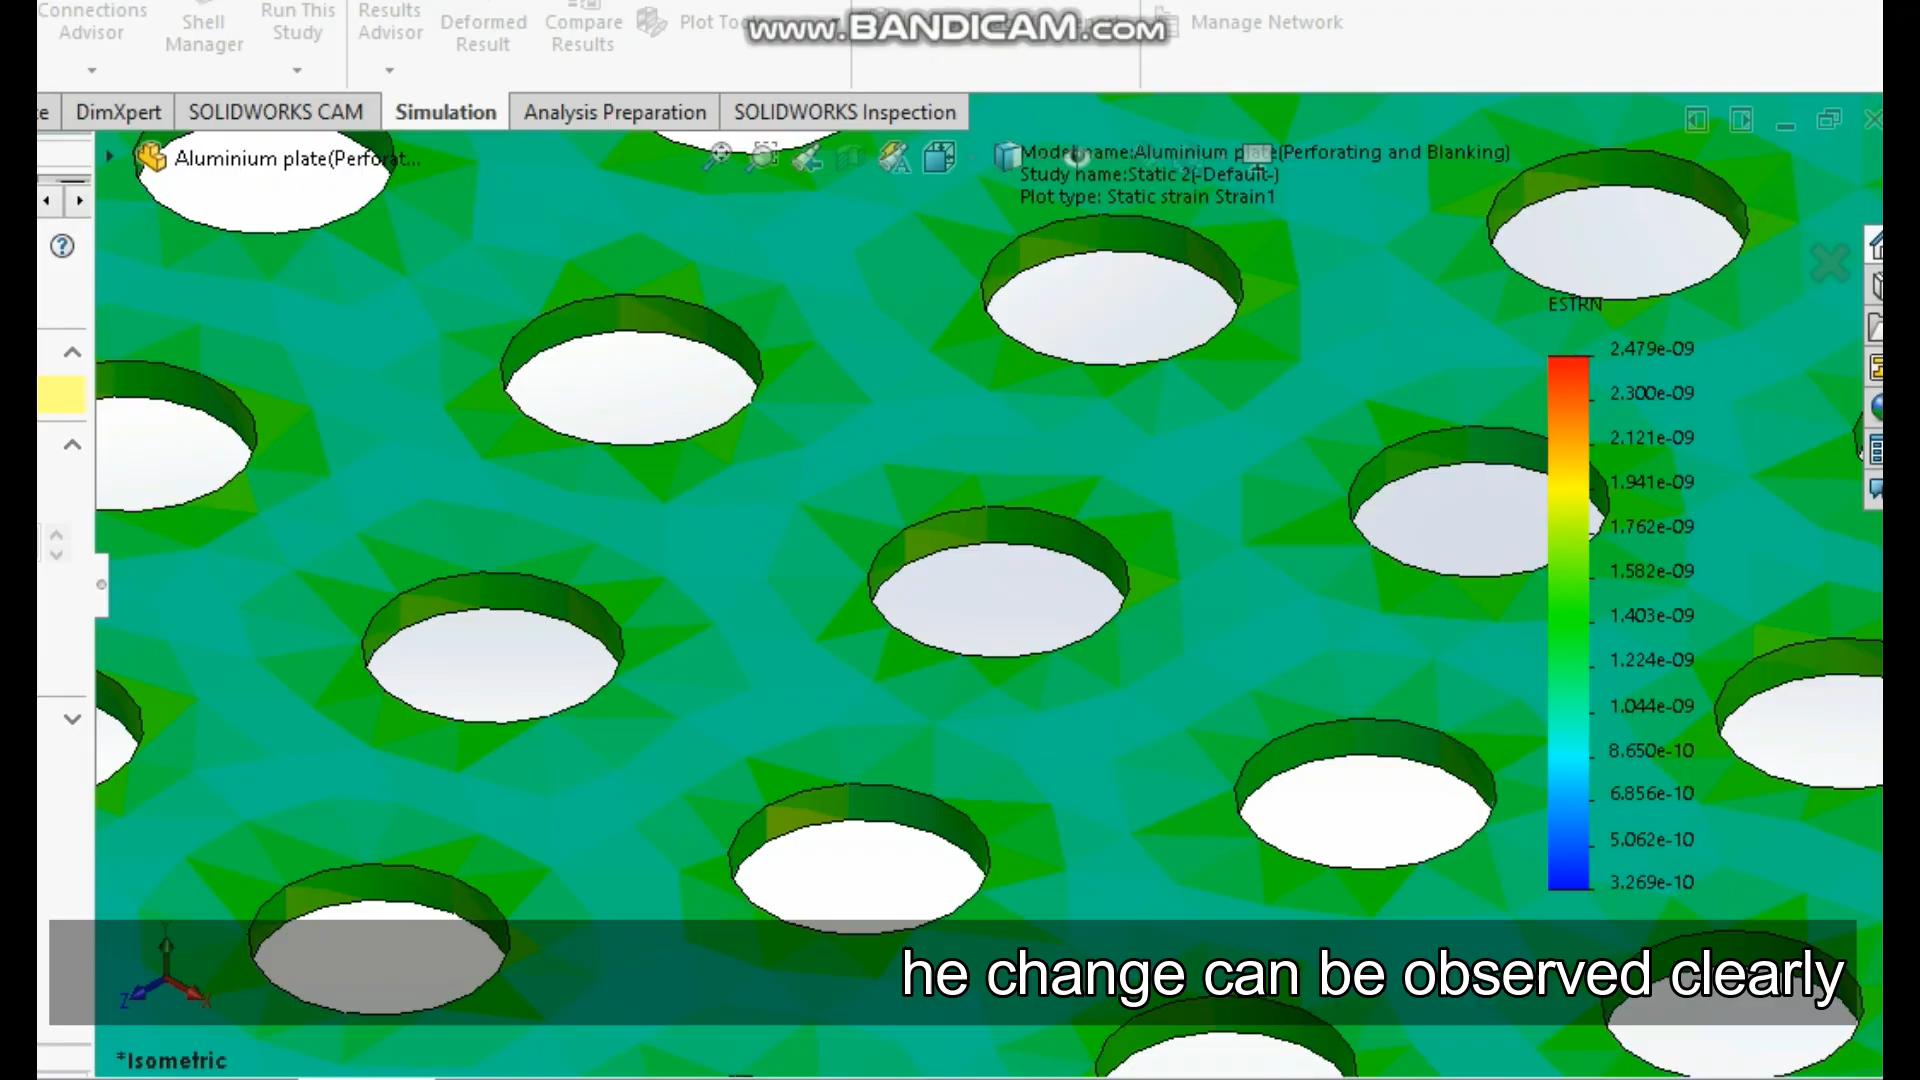 Connections
Advisor
Shell
Manager
Run This
Study
Results
Advisor
Deformed
Result
Compare
Results
Plot
www.BANDICAM.com
Manage Network
DimXpert
SOLIDWORKS CAM
Simulation
Analysis Preparation
SOLIDWORKS Inspection
Aluminium plate(Perforat...
Model name:Aluminium plate(Perforating and Blanking)
Study name:Static 2(-Default-)
Plot type: Static strain Strain1
ESTRN
2.479e-09
2.300e-09
2.121e-09
1.941e-09
1.762e-09
1.582e-09
1.403e-09
1.224e-09
1.044e-09
8.650e-10
6.856e-10
5.062e-10
3.269e-10
he change can be observed clearly
Y
Z
X
*Isometric